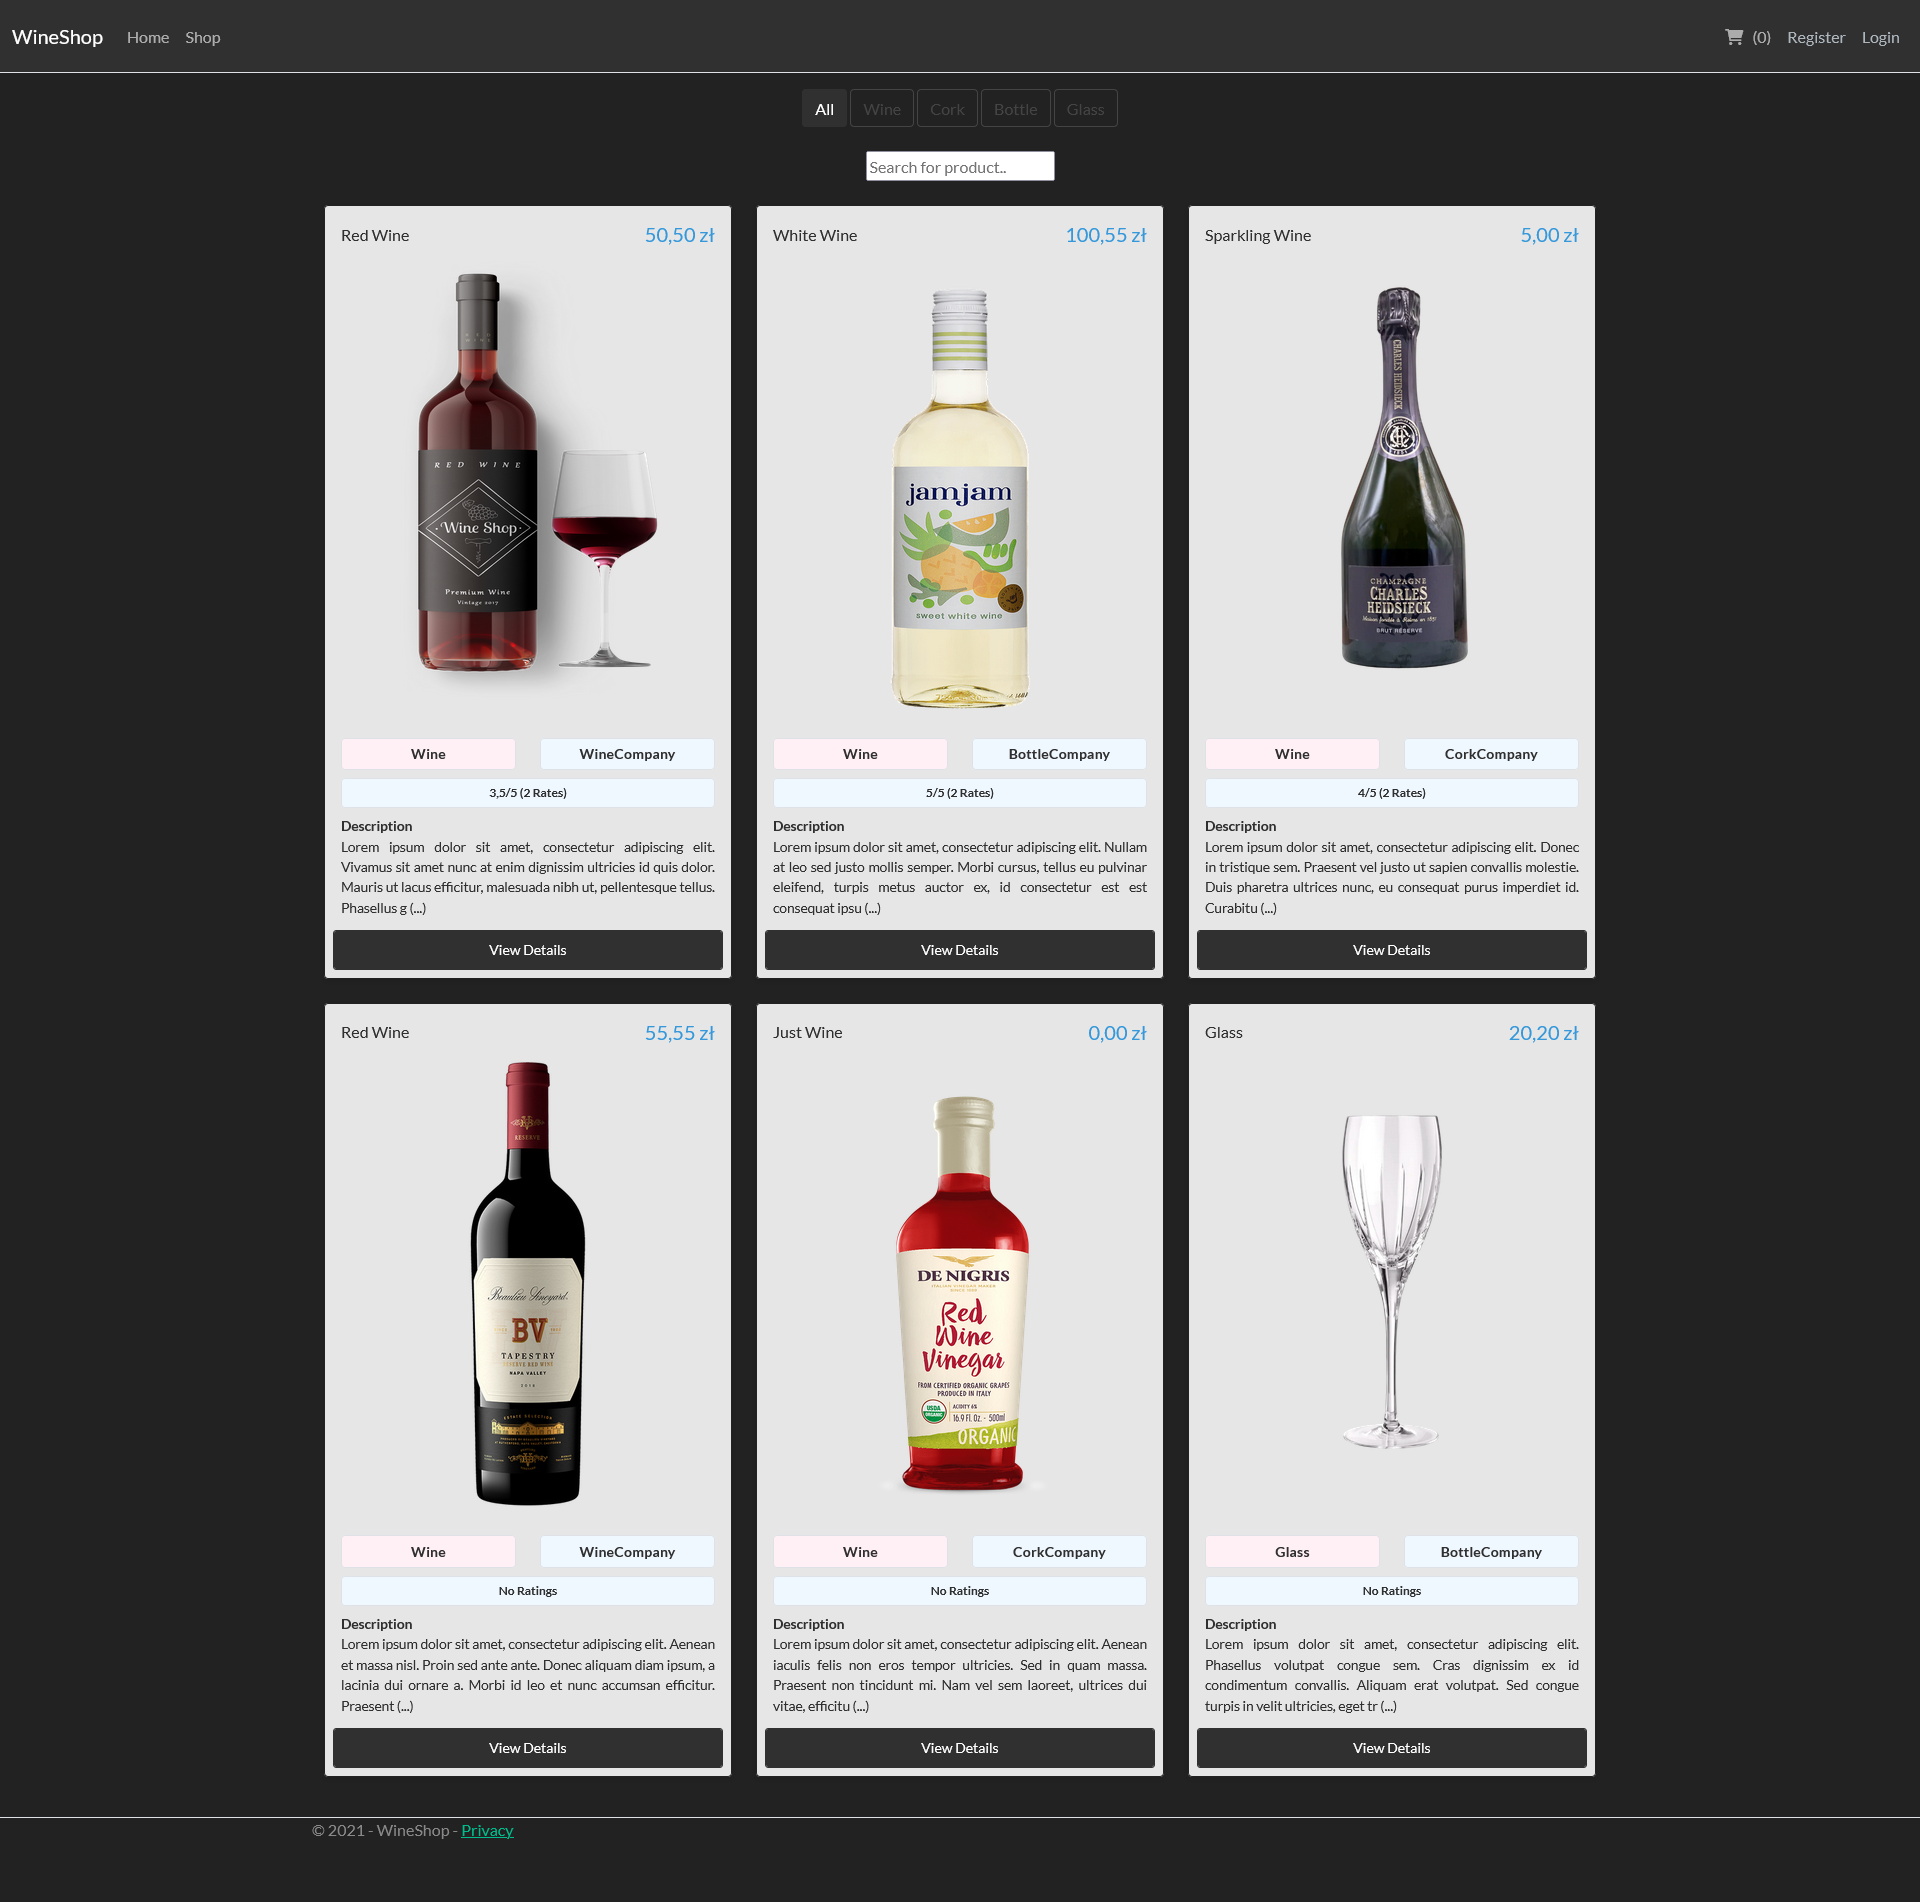 WineShop Home Shop (0) Register Login
All Wine Cork Bottle Glass
Search for product..
Red Wine 50,50 zł
RED WINE
Wine Shop
Premium Wine
Vintage 2017
Wine WineCompany
3,5/5 (2 Rates)
Description
Lorem ipsum dolor sit amet, consectetur adipiscing elit.
Vivamus sit amet nunc at enim dignissim ultricies id quis dolor.
Mauris ut lacus efficitur, malesuada nibh ut, pellentesque tellus.
Phasellus g (...)
View Details
White Wine 100,55 zł
jamjam
sweet white wine
Wine BottleCompany
5/5 (2 Rates)
Description
Lorem ipsum dolor sit amet, consectetur adipiscing elit. Nullam
at leo sed justo mollis semper. Morbi cursus, tellus eu pulvinar
eleifend, turpis metus auctor ex, id consectetur est est
consequat ipsu (...)
View Details
Sparkling Wine 5,00 zł
CHARLES HEIDSIECK
CHAMPAGNE
CHARLES
HEIDSIECK
BRUT RÉSERVE
Wine CorkCompany
4/5 (2 Rates)
Description
Lorem ipsum dolor sit amet, consectetur adipiscing elit. Donec
in tristique sem. Praesent vel justo ut sapien convallis molestie.
Duis pharetra ultrices nunc, eu consequat purus imperdiet id.
Curabitu (...)
View Details
Red Wine 55,55 zł
RESERVE
Beaulieu Vineyard
BV
TAPESTRY
RESERVE RED WINE
NAPA VALLEY
ESTATE SELECTION
Wine WineCompany
No Ratings
Description
Lorem ipsum dolor sit amet, consectetur adipiscing elit. Aenean
et massa nisl. Proin sed ante ante. Donec aliquam diam ipsum, a
lacinia dui ornare a. Morbi id leo et nunc accumsan efficitur.
Praesent (...)
View Details
Just Wine 0,00 zł
DE NIGRIS
Red
Wine
Vinegar
FROM CERTIFIED ORGANIC GRAPES
PRODUCED IN ITALY
USDA
ORGANIC
ACIDITY 6%
16.9 Fl. Oz. - 500ml
ORGANIC
Wine CorkCompany
No Ratings
Description
Lorem ipsum dolor sit amet, consectetur adipiscing elit. Aenean
iaculis felis non eros tempor ultricies. Sed in quam massa.
Praesent non tincidunt mi. Nam vel sem laoreet, ultrices dui
vitae, efficitu (...)
View Details
Glass 20,20 zł
Glass BottleCompany
No Ratings
Description
Lorem ipsum dolor sit amet, consectetur adipiscing elit.
Phasellus volutpat congue sem. Cras dignissim ex id
condimentum convallis. Aliquam erat volutpat. Sed congue
turpis in velit ultricies, eget tr (...)
View Details
© 2021 - WineShop - Privacy